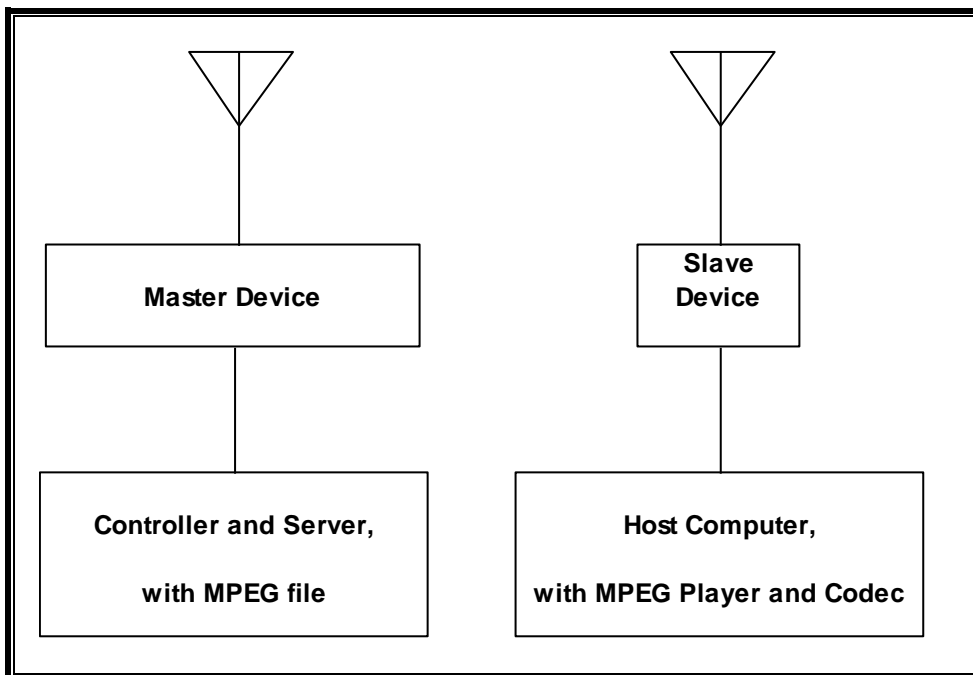 Master Device
Slave
Device
Controller and Server,
with MPEG file
Host Computer,
with MPEG Player and Codec